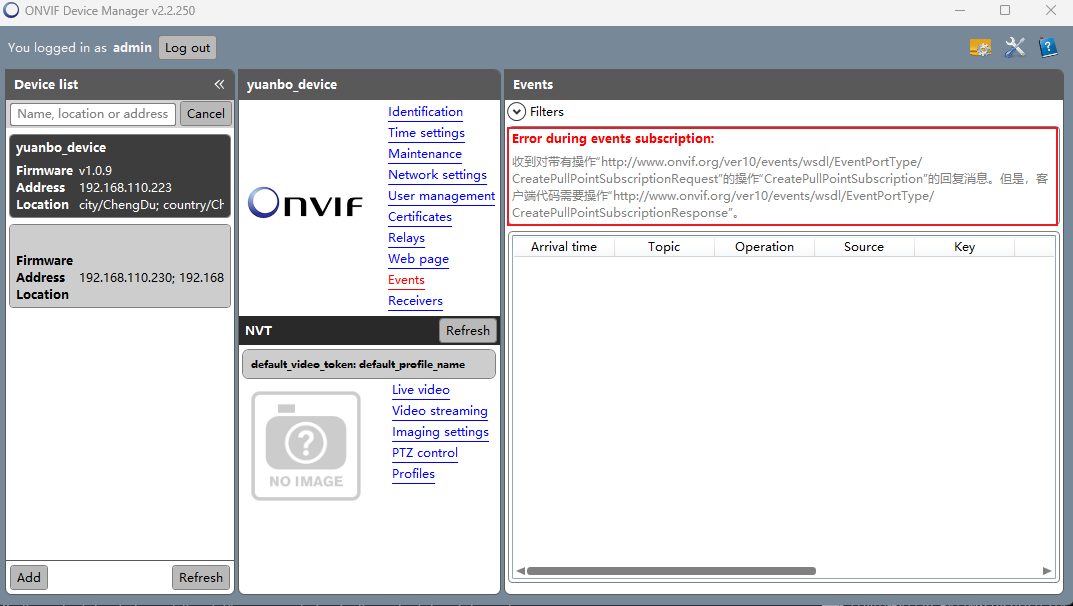 ONVIF Device Manager v2.2.250
You logged in as admin Log out
Device list
Name, location or address Cancel
yuanbo_device
Firmware v1.0.9
Address 192.168.110.223
Location city/ChengDu; country/Ch
Firmware
Address 192.168.110.230; 192.168
Location
Add Refresh
yuanbo_device
ONVIF
Identification
Time settings
Maintenance
Network settings
User management
Certificates
Relays
Web page
Events
Receivers
NVT Refresh
default_video_token: default_profile_name
NO IMAGE
Live video
Video streaming
Imaging settings
PTZ control
Profiles
Events
Filters
Error during events subscription:
收到对带有操作“http://www.onvif.org/ver10/events/wsdl/EventPortType/
CreatePullPointSubscriptionRequest”的操作“CreatePullPointSubscription”的回复消息。但是，客
户端代码需要操作“http://www.onvif.org/ver10/events/wsdl/EventPortType/
CreatePullPointSubscriptionResponse”。
Arrival time Topic Operation Source Key